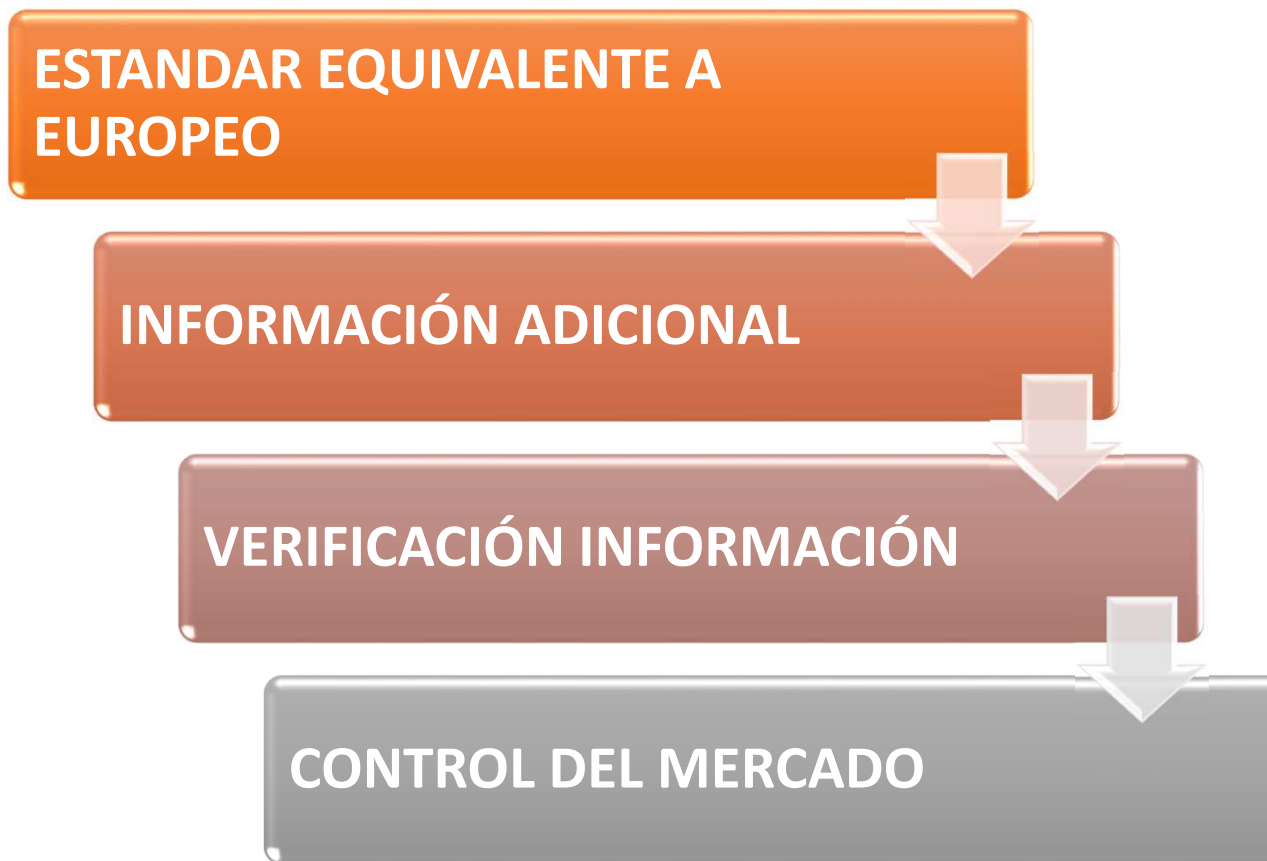 ESTANDAR EQUIVALENTE A
EUROPEO
INFORMACIÓN ADICIONAL
VERIFICACIÓN INFORMACIÓN
CONTROL DEL MERCADO